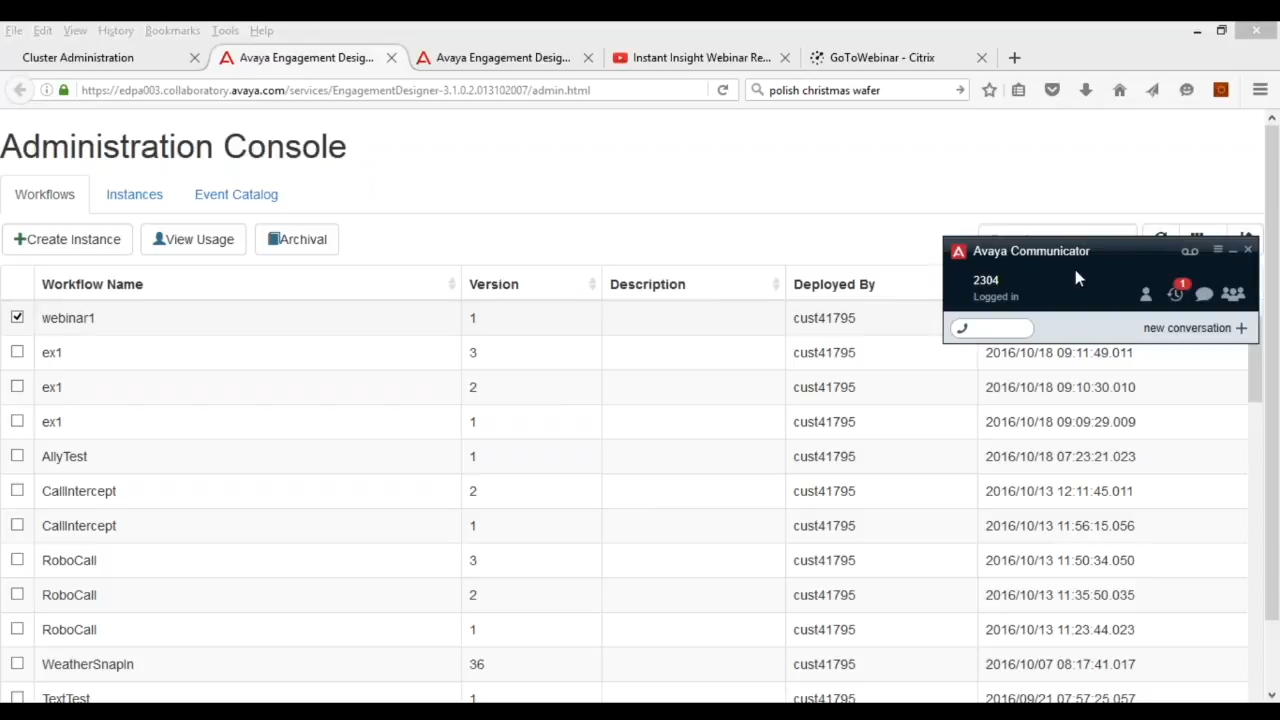 File Edit View History Bookmarks Tools Help
Cluster Administration
Avaya Engagement Desig...
Avaya Engagement Desig...
Instant Insight Webinar Re...
GoToWebinar - Citrix
https://edpa003.collaboratory.avaya.com/services/EngagementDesigner-3.1.0.2.013102007/admin.html
polish christmas wafer
Administration Console
Workflows Instances Event Catalog
Create Instance View Usage Archival
Avaya Communicator
2304
Logged in
1
new conversation
Workflow Name Version Description Deployed By
webinar1 1 cust41795
ex1 3 cust41795 2016/10/18 09:11:49.011
ex1 2 cust41795 2016/10/18 09:10:30.010
ex1 1 cust41795 2016/10/18 09:09:29.009
AllyTest 1 cust41795 2016/10/18 07:23:21.023
CallIntercept 2 cust41795 2016/10/13 12:11:45.011
CallIntercept 1 cust41795 2016/10/13 11:56:15.056
RoboCall 3 cust41795 2016/10/13 11:50:34.050
RoboCall 2 cust41795 2016/10/13 11:35:50.035
RoboCall 1 cust41795 2016/10/13 11:23:44.023
WeatherSnapIn 36 cust41795 2016/10/07 08:17:41.017
TextTest 1 cust41795 2016/09/21 07:57:25.057